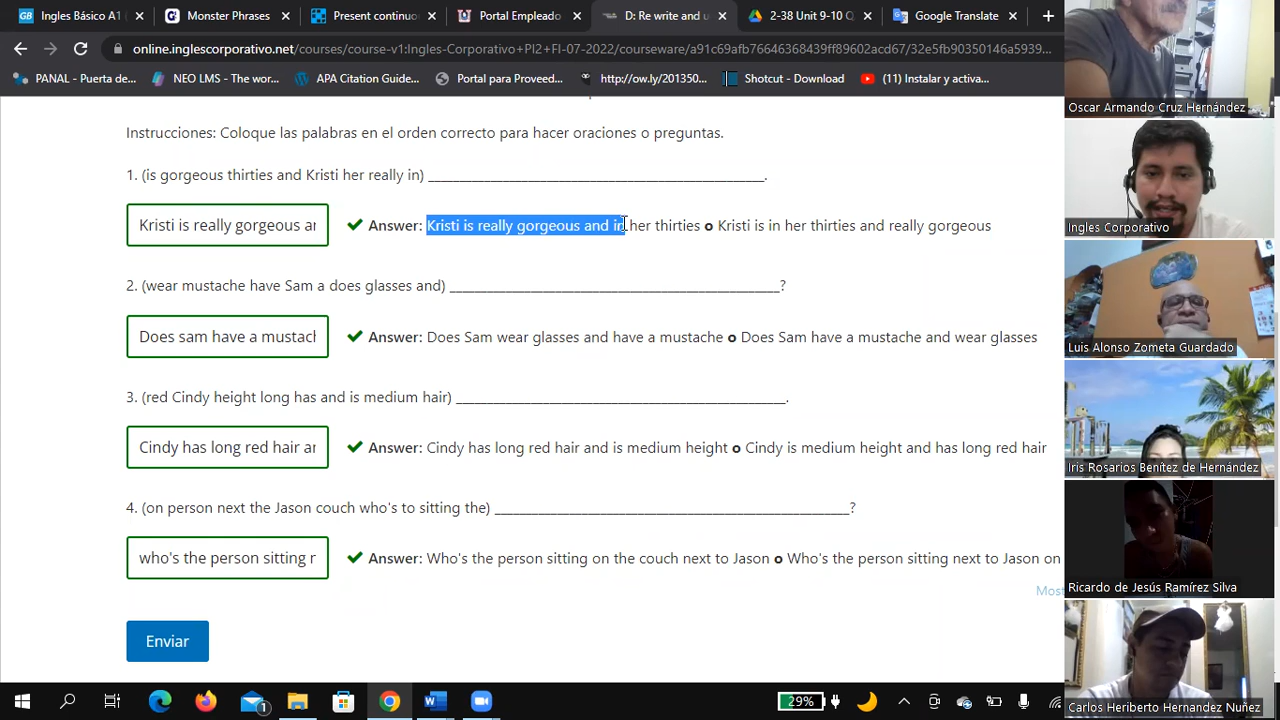 Ingles Básico A1 (
Monster Phrases
Present continuo
Portal Empleado
D: Re write and u
2-38 Unit 9-10 Q
Google Translate
online.inglescorporativo.net/courses/course-v1:Ingles-Corporativo+PI2+FI-07-2022/courseware/a91c69afb76646368439ff89602acd67/32e5fb90350146a5939...
PANAL - Puerta de...
NEO LMS - The wor...
APA Citation Guide...
Portal para Proveed...
http://ow.ly/201350...
Shotcut - Download
(11) Instalar y activa...
Instrucciones: Coloque las palabras en el orden correcto para hacer oraciones o preguntas.
1. (is gorgeous thirties and Kristi her really in) ________________________________________.
Kristi is really gorgeous ar
Answer: Kristi is really gorgeous and in her thirties o Kristi is in her thirties and really gorgeous
2. (wear mustache have Sam a does glasses and) ________________________________________?
Does sam have a mustach
Answer: Does Sam wear glasses and have a mustache o Does Sam have a mustache and wear glasses
3. (red Cindy height long has and is medium hair) ________________________________________.
Cindy has long red hair ar
Answer: Cindy has long red hair and is medium height o Cindy is medium height and has long red hair
4. (on person next the Jason couch who's to sitting the) ___________________________________________?
who's the person sitting r
Answer: Who's the person sitting on the couch next to Jason o Who's the person sitting next to Jason on
Most
Enviar
Oscar Armando Cruz Hernández
Ingles Corporativo
Luis Alonso Zometa Guardado
Iris Rosarios Benítez de Hernández
Ricardo de Jesús Ramírez Silva
Carlos Heriberto Hernandez Nuñez
1
29%